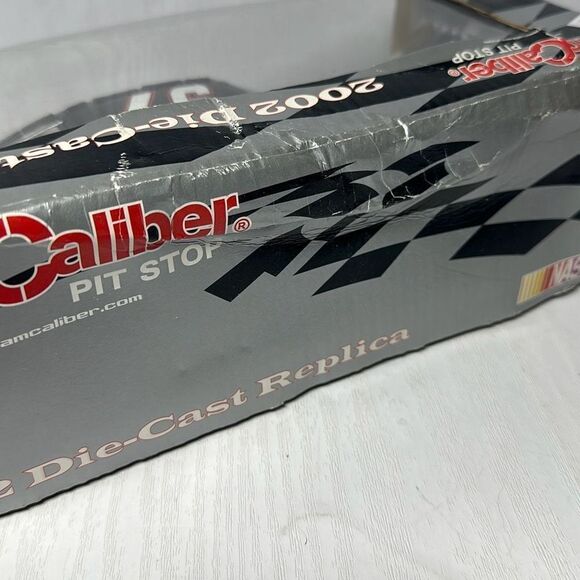 Caliber®
PIT STOP
2002 Die-Cast
Caliber®
PIT STOP
amcaliber.com
2 Die-Cast Replica
NAS